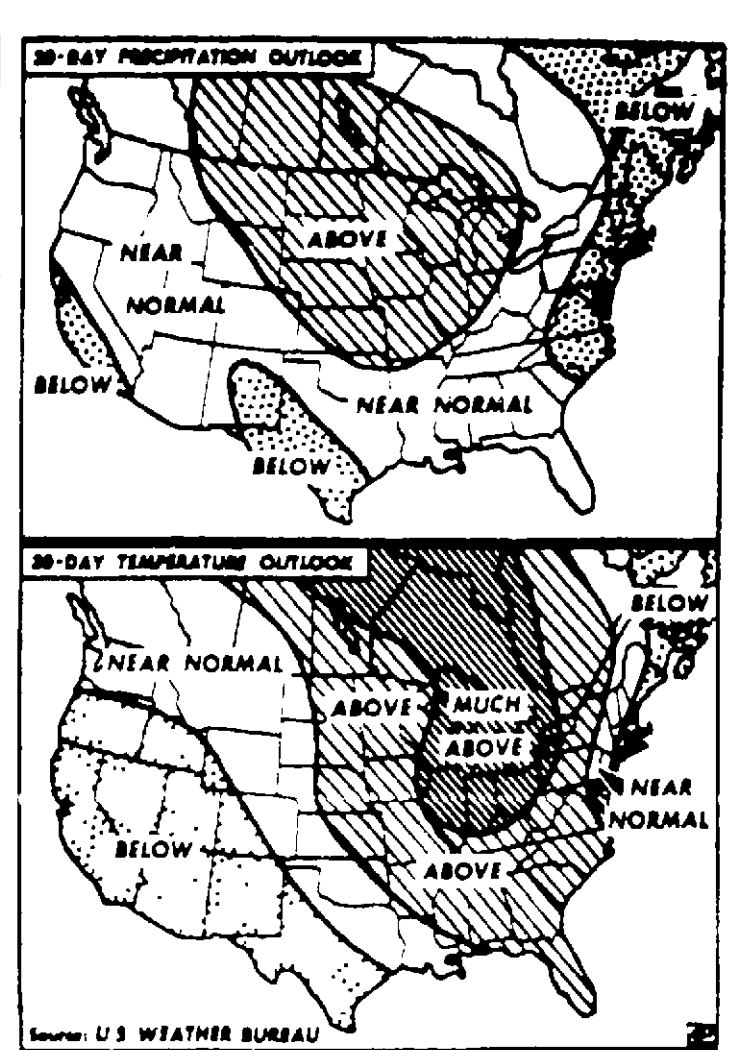 30-DAY PRECIPITATION OUTLOOK
BELOW
ABOVE
NEAR
NORMAL
BELOW
NEAR NORMAL
BELOW
30-DAY TEMPERATURE OUTLOOK
BELOW
NEAR NORMAL
ABOVE
MUCH
ABOVE
NEAR
NORMAL
BELOW
ABOVE
Source: U S WEATHER BUREAU